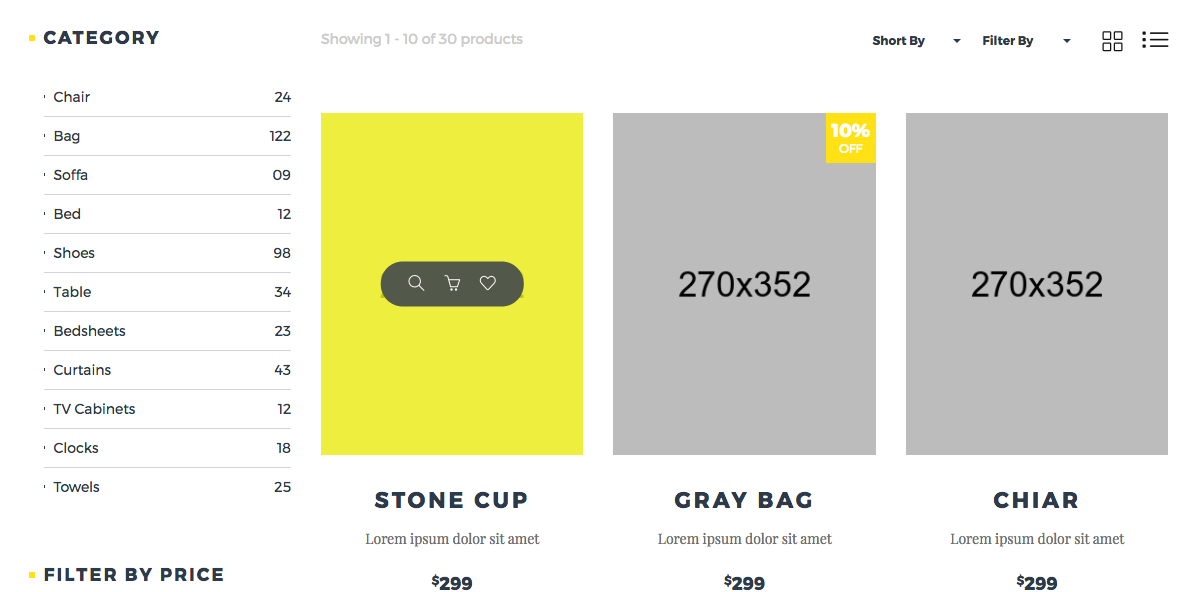 CATEGORY
Chair 24
Bag 122
Soffa 09
Bed 12
Shoes 98
Table 34
Bedsheets 23
Curtains 43
TV Cabinets 12
Clocks 18
Towels 25
FILTER BY PRICE
Showing 1 - 10 of 30 products
Short By
Filter By
10%
OFF
270x352
270x352
STONE CUP
Lorem ipsum dolor sit amet
$299
GRAY BAG
Lorem ipsum dolor sit amet
$299
CHIAR
Lorem ipsum dolor sit amet
$299